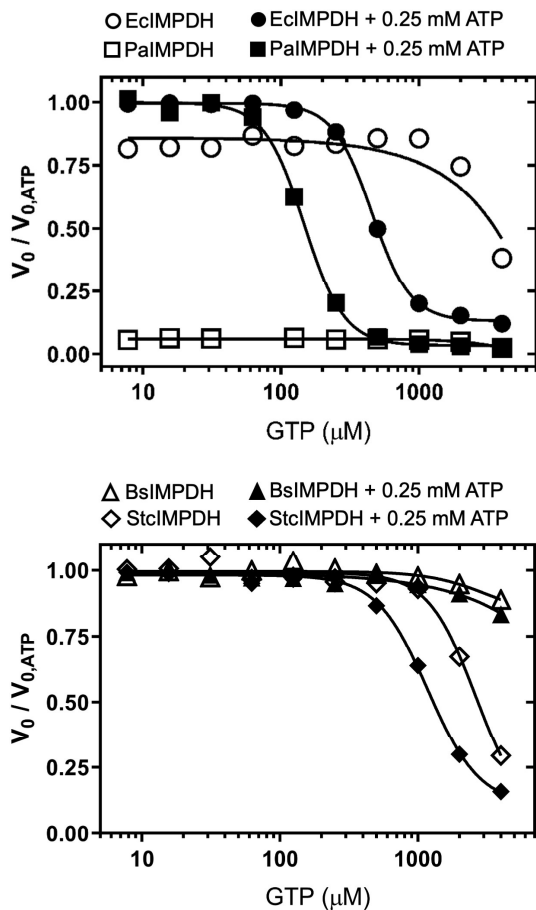 EcIMPDH EcIMPDH + 0.25 mM ATP
PaIMPDH PaIMPDH + 0.25 mM ATP
1.00
0.75
0.50
0.25
0.00
V0 / V0,ATP
10 100 1000
GTP (μM)
BsIMPDH BsIMPDH + 0.25 mM ATP
StcIMPDH StcIMPDH + 0.25 mM ATP
1.00
0.75
0.50
0.25
0.00
V0 / V0,ATP
10 100 1000
GTP (μM)